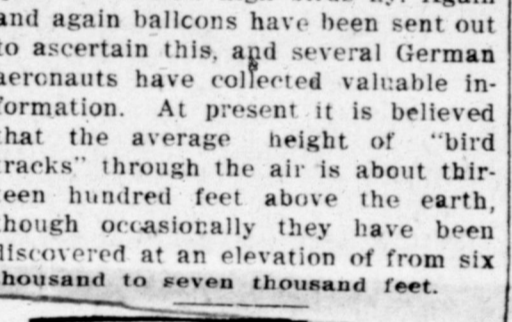 and again balloons have been sent out
to ascertain this, and several German
aeronauts have collected valuable in-
formation. At present it is believed
that the average height of "bird
tracks" through the air is about thir-
teen hundred feet above the earth,
though occasionally they have been
discovered at an elevation of from six
thousand to seven thousand feet.